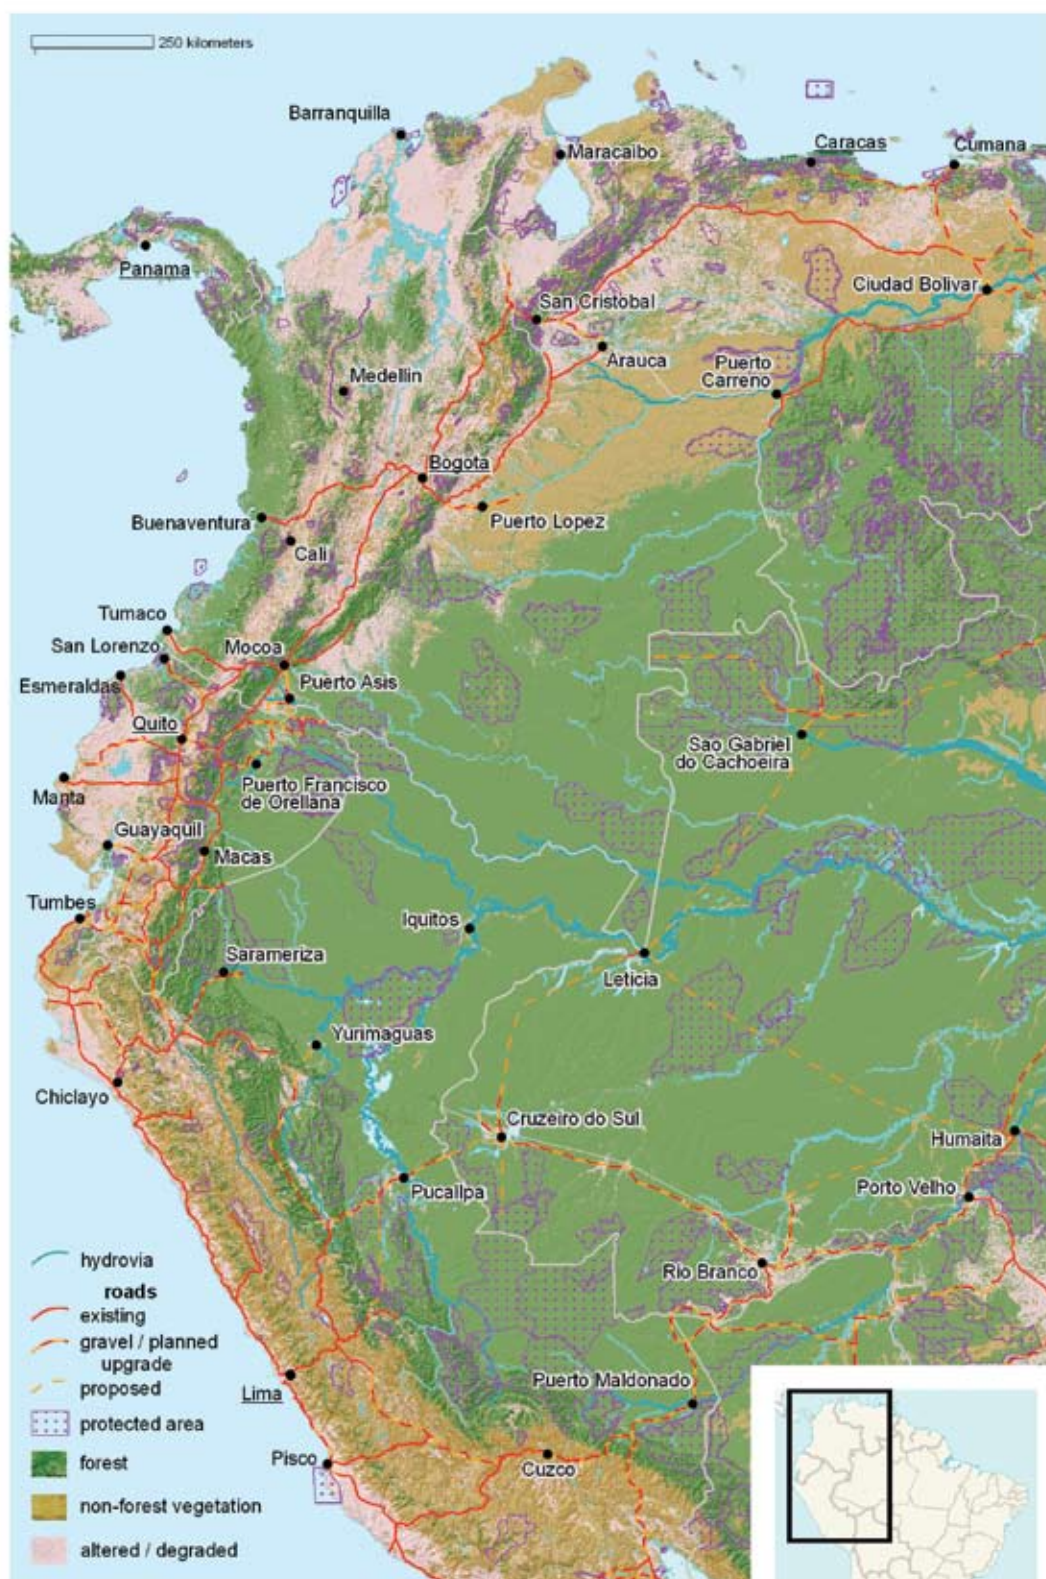 250 kilometers
Barranquilla
Maracaibo
Caracas
Cumana
Panama
Ciudad Bolivar
San Cristobal
Arauca
Puerto
Carreno
Medellin
Bogota
Buenaventura
Puerto Lopez
Cali
Tumaco
San Lorenzo
Mocoa
Esmeraldas
Puerto Asis
Quito
Sao Gabriel
do Cachoeira
Manta
Puerto Francisco
de Orellana
Guayaquil
Macas
Tumbes
Iquitos
Sarameriza
Leticia
Yurimaguas
Chiclayo
Cruzeiro do Sul
Humaita
Pucallpa
Porto Velho
Rio Branco
hydrovia
roads
existing
gravel / planned
upgrade
proposed
protected area
forest
non-forest vegetation
altered / degraded
Lima
Puerto Maldonado
Pisco
Cuzco